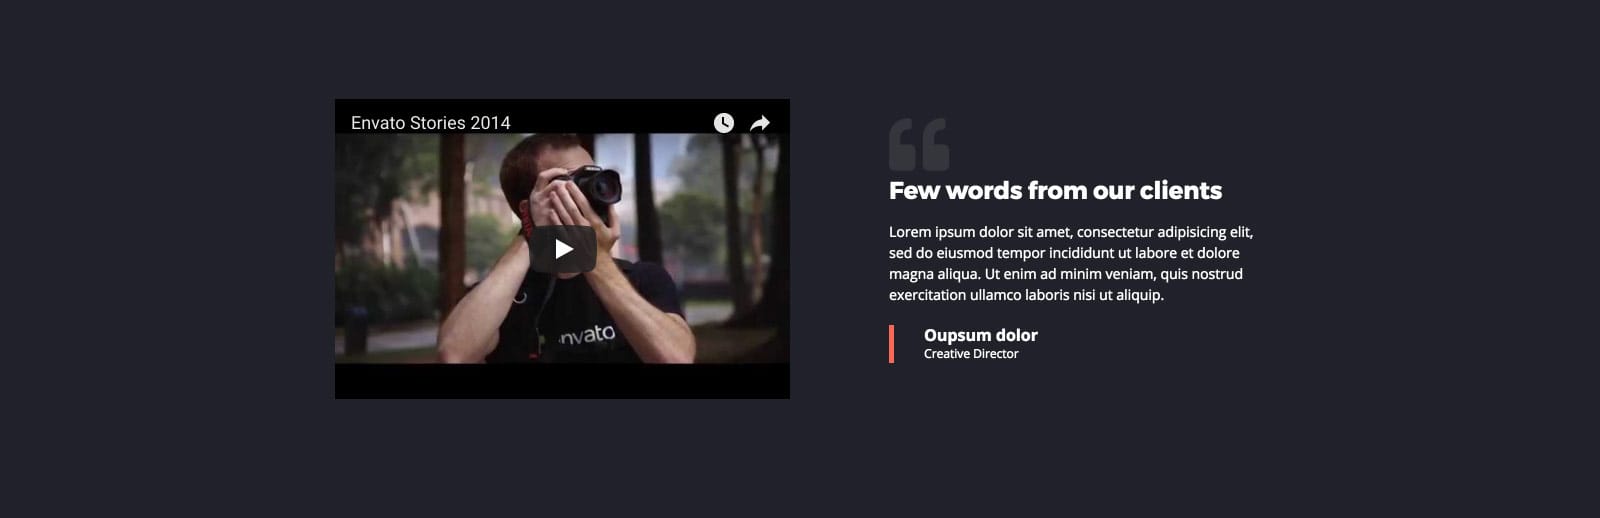 Envato Stories 2014
nvato
Few words from our clients
Lorem ipsum dolor sit amet, consectetur adipisicing elit,
sed do eiusmod tempor incididunt ut labore et dolore
magna aliqua. Ut enim ad minim veniam, quis nostrud
exercitation ullamco laboris nisi ut aliquip.
Oupsum dolor
Creative Director